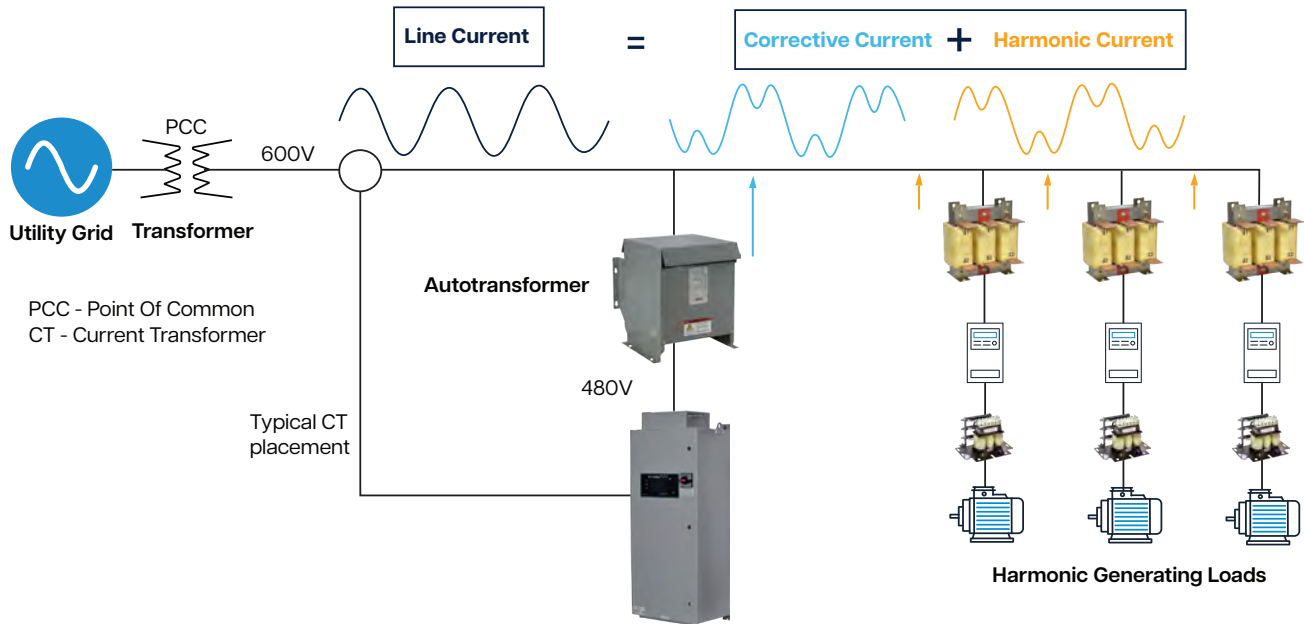 Line Current
=
Corrective Current + Harmonic Current
PCC
600V
Utility Grid
Transformer
Autotransformer
PCC - Point Of Common
CT - Current Transformer
480V
Typical CT
placement
Harmonic Generating Loads